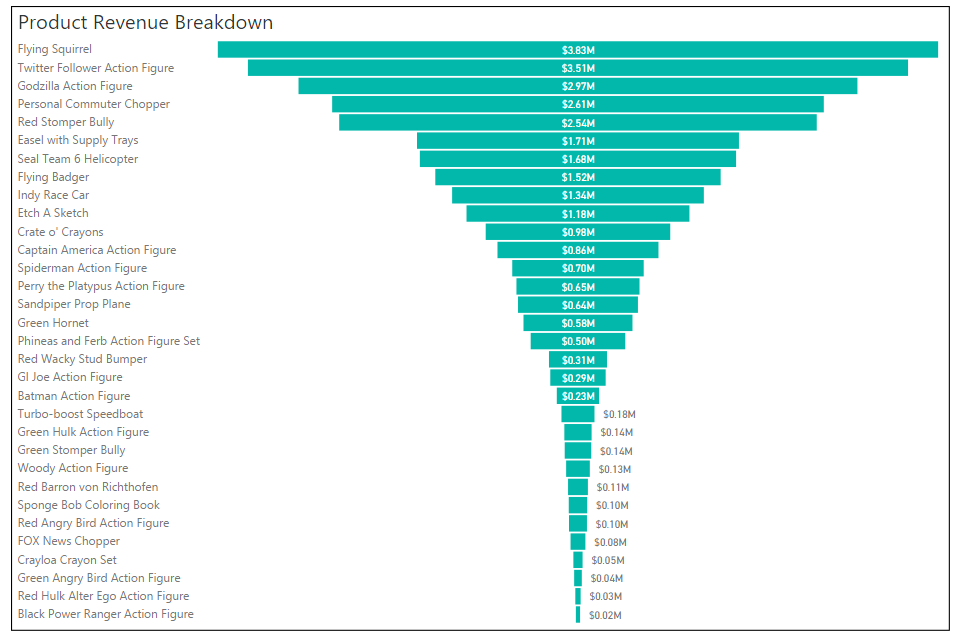 Product Revenue Breakdown
Flying Squirrel $3.83M
Twitter Follower Action Figure $3.51M
Godzilla Action Figure $2.97M
Personal Commuter Chopper $2.61M
Red Stomper Bully $2.54M
Easel with Supply Trays $1.71M
Seal Team 6 Helicopter $1.68M
Flying Badger $1.52M
Indy Race Car $1.34M
Etch A Sketch $1.18M
Crate o' Crayons $0.98M
Captain America Action Figure $0.86M
Spiderman Action Figure $0.70M
Perry the Platypus Action Figure $0.65M
Sandpiper Prop Plane $0.64M
Green Hornet $0.58M
Phineas and Ferb Action Figure Set $0.50M
Red Wacky Stud Bumper $0.31M
GI Joe Action Figure $0.29M
Batman Action Figure $0.23M
Turbo-boost Speedboat $0.18M
Green Hulk Action Figure $0.14M
Green Stomper Bully $0.14M
Woody Action Figure $0.13M
Red Barron von Richthofen $0.11M
Sponge Bob Coloring Book $0.10M
Red Angry Bird Action Figure $0.10M
FOX News Chopper $0.08M
Crayloa Crayon Set $0.05M
Green Angry Bird Action Figure $0.04M
Red Hulk Alter Ego Action Figure $0.03M
Black Power Ranger Action Figure $0.02M